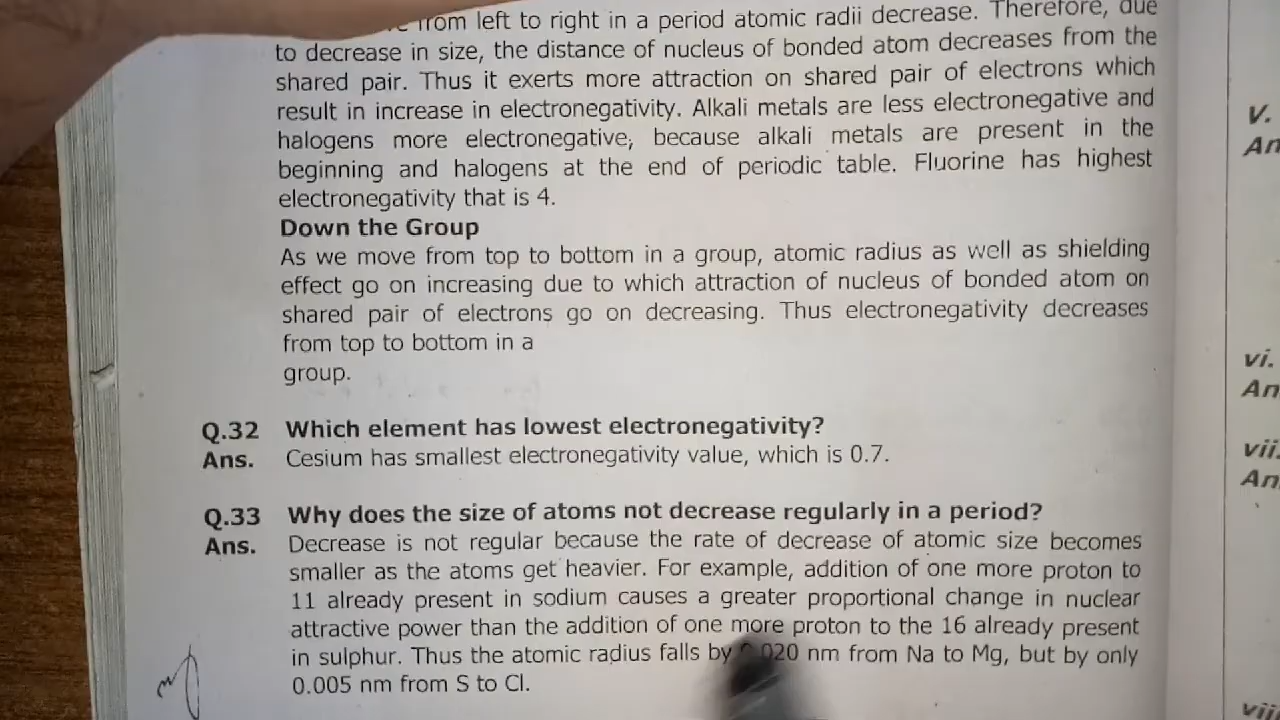 from left to right in a period atomic radii decrease. Therefore, due
to decrease in size, the distance of nucleus of bonded atom decreases from the
shared pair. Thus it exerts more attraction on shared pair of electrons which
result in increase in electronegativity. Alkali metals are less electronegative and
halogens more electronegative, because alkali metals are present in the
beginning and halogens at the end of periodic table. Fluorine has highest
electronegativity that is 4.
Down the Group
As we move from top to bottom in a group, atomic radius as well as shielding
effect go on increasing due to which attraction of nucleus of bonded atom on
shared pair of electrons go on decreasing. Thus electronegativity decreases
from top to bottom in a
group.
Q.32 Which element has lowest electronegativity?
Ans. Cesium has smallest electronegativity value, which is 0.7.
Q.33 Why does the size of atoms not decrease regularly in a period?
Ans. Decrease is not regular because the rate of decrease of atomic size becomes
smaller as the atoms get heavier. For example, addition of one more proton to
11 already present in sodium causes a greater proportional change in nuclear
attractive power than the addition of one more proton to the 16 already present
in sulphur. Thus the atomic radius falls by 0.020 nm from Na to Mg, but by only
0.005 nm from S to Cl.
V.
An
vi.
An
vii.
An